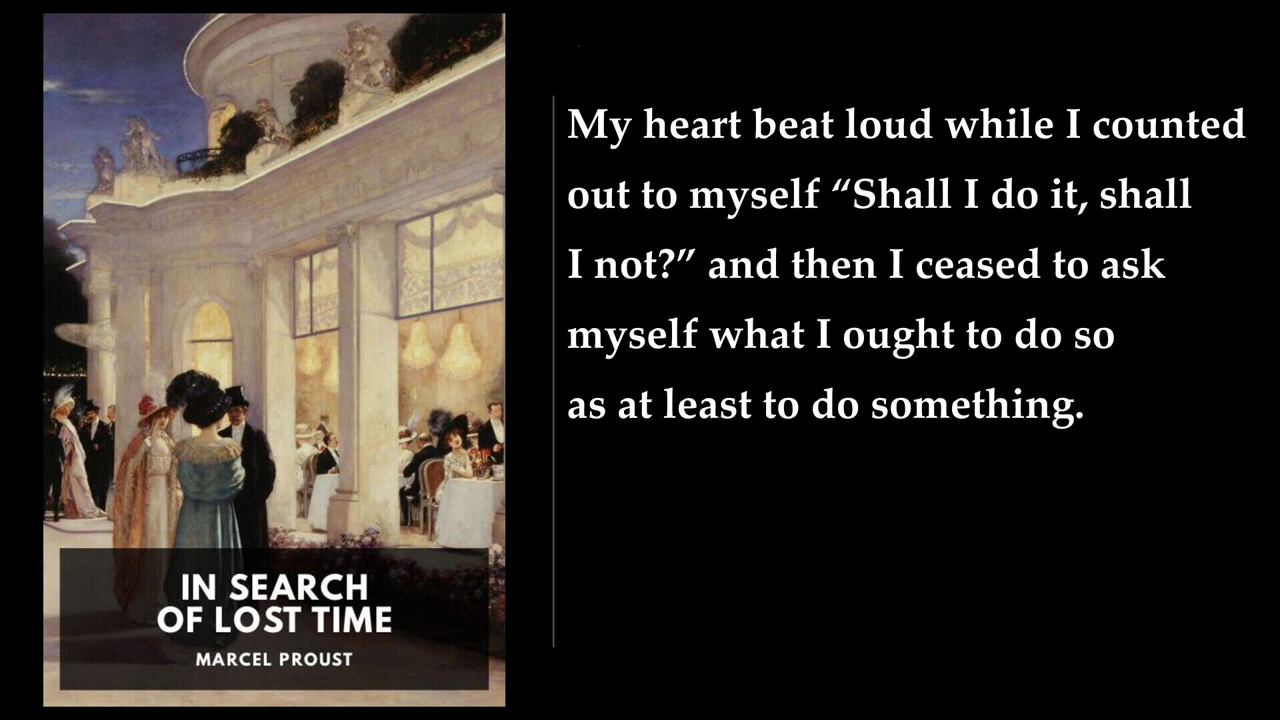 IN SEARCH
OF LOST TIME
MARCEL PROUST
My heart beat loud while I counted
out to myself “Shall I do it, shall
I not?” and then I ceased to ask
myself what I ought to do so
as at least to do something.